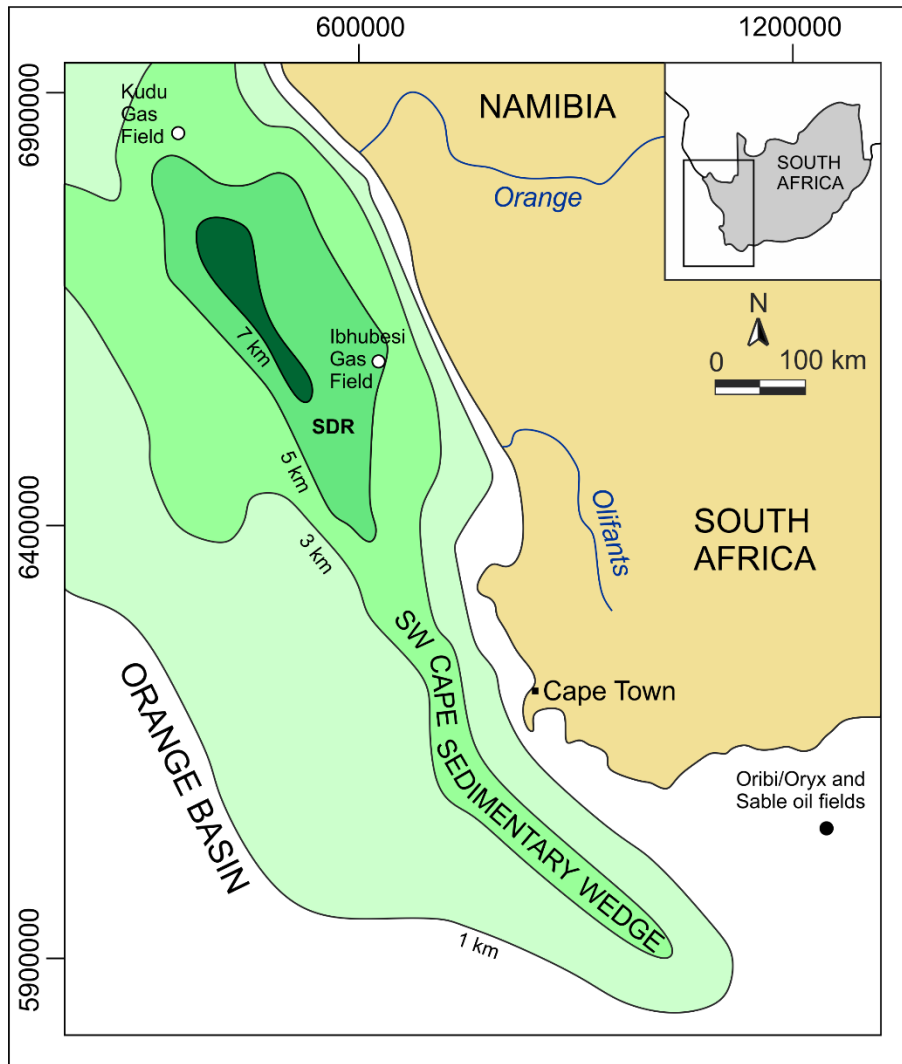 600000
1200000
6900000
Kudu
Gas
Field
NAMIBIA
Orange
SOUTH
AFRICA
N
0 100 km
Ibhubesi
Gas
Field
7 km
SDR
5 km
3 km
Olifants
SOUTH
AFRICA
6400000
SW CAPE SEDIMENTARY WEDGE
Cape Town
ORANGE BASIN
Oribi/Oryx and
Sable oil fields
1 km
5900000